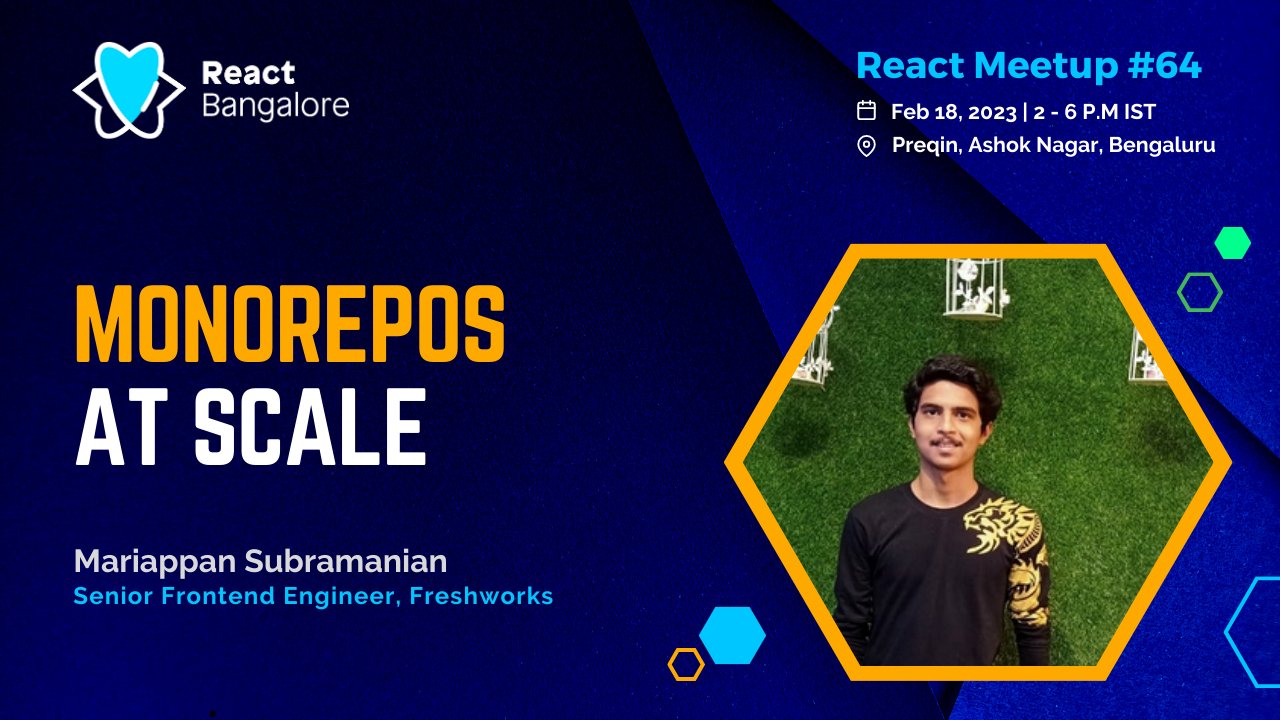 React
Bangalore
React Meetup #64
Feb 18, 2023 | 2 - 6 P.M IST
Preqin, Ashok Nagar, Bengaluru
MONOREPOS
AT SCALE
Mariappan Subramanian
Senior Frontend Engineer, Freshworks